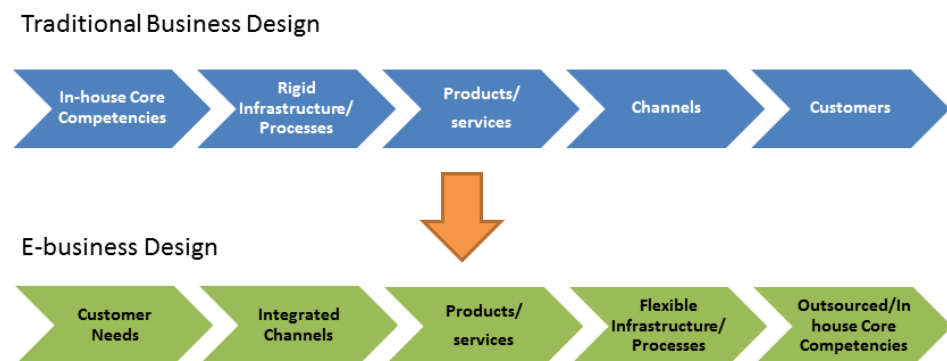 Traditional Business Design
In-house Core
Competencies
Rigid
Infrastructure/
Processes
Products/
services
Channels
Customers
E-business Design
Customer
Needs
Integrated
Channels
Products/
services
Flexible
Infrastructure/
Processes
Outsourced/In
house Core
Competencies